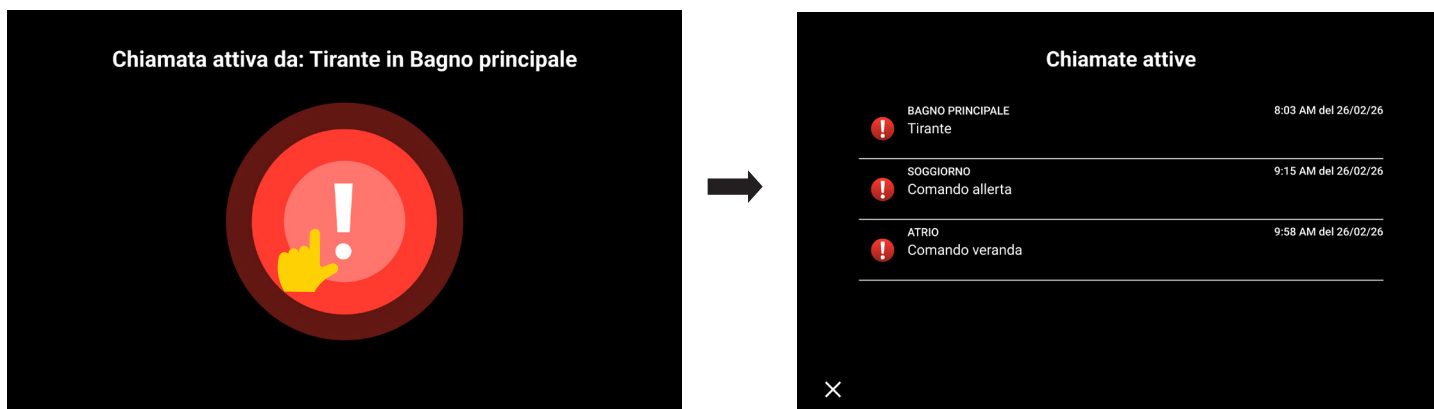 Chiamata attiva da: Tirante in Bagno principale
Chiamate attive
BAGNO PRINCIPALE 8:03 AM del 26/02/26
Tirante
SOGGIORNO 9:15 AM del 26/02/26
Comando allerta
ATRIO 9:58 AM del 26/02/26
Comando veranda